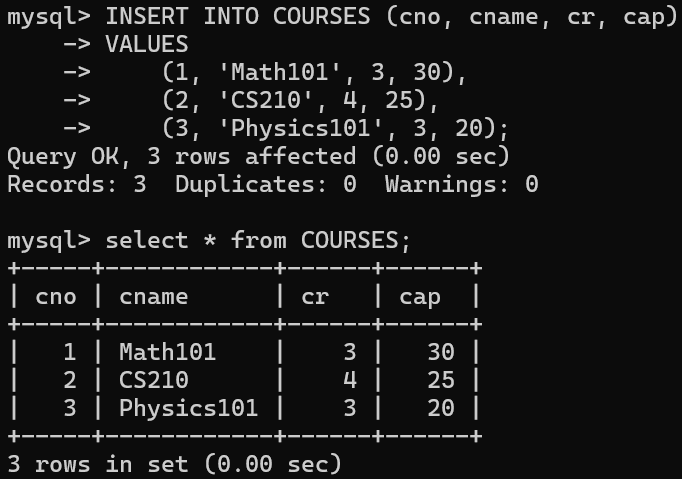 mysql> INSERT INTO COURSES (cno, cname, cr, cap)
    -> VALUES
    ->     (1, 'Math101', 3, 30),
    ->     (2, 'CS210', 4, 25),
    ->     (3, 'Physics101', 3, 20);
Query OK, 3 rows affected (0.00 sec)
Records: 3  Duplicates: 0  Warnings: 0

mysql> select * from COURSES;
+-----+------------+------+------+
| cno | cname      | cr   | cap  |
+-----+------------+------+------+
|   1 | Math101    |    3 |   30 |
|   2 | CS210      |    4 |   25 |
|   3 | Physics101 |    3 |   20 |
+-----+------------+------+------+
3 rows in set (0.00 sec)